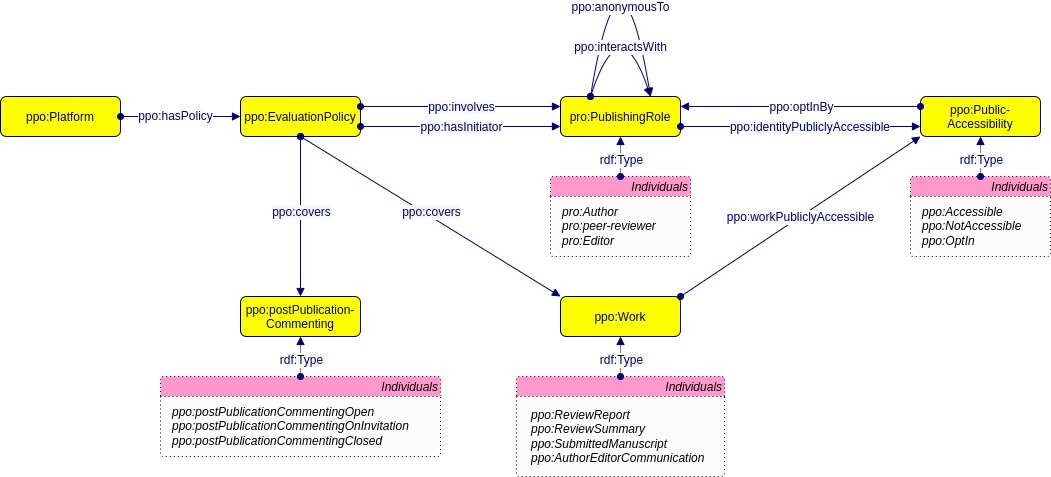 ppo:anonymousTo
ppo:interactsWith
ppo:Platform
ppo:hasPolicy
ppo:EvaluationPolicy
ppo:involves
ppo:hasInitiator
pro:PublishingRole
ppo:optInBy
ppo:identityPubliclyAccessible
ppo:Public-
Accessibility
rdf:Type
Individuals
pro:Author
pro:peer-reviewer
pro:Editor
rdf:Type
Individuals
ppo:Accessible
ppo:NotAccessible
ppo:OptIn
ppo:covers
ppo:covers
ppo:workPubliclyAccessible
ppo:postPublication-
Commenting
ppo:Work
rdf:Type
Individuals
ppo:postPublicationCommentingOpen
ppo:postPublicationCommentingOnInvitation
ppo:postPublicationCommentingClosed
rdf:Type
Individuals
ppo:ReviewReport
ppo:ReviewSummary
ppo:SubmittedManuscript
ppo:AuthorEditorCommunication